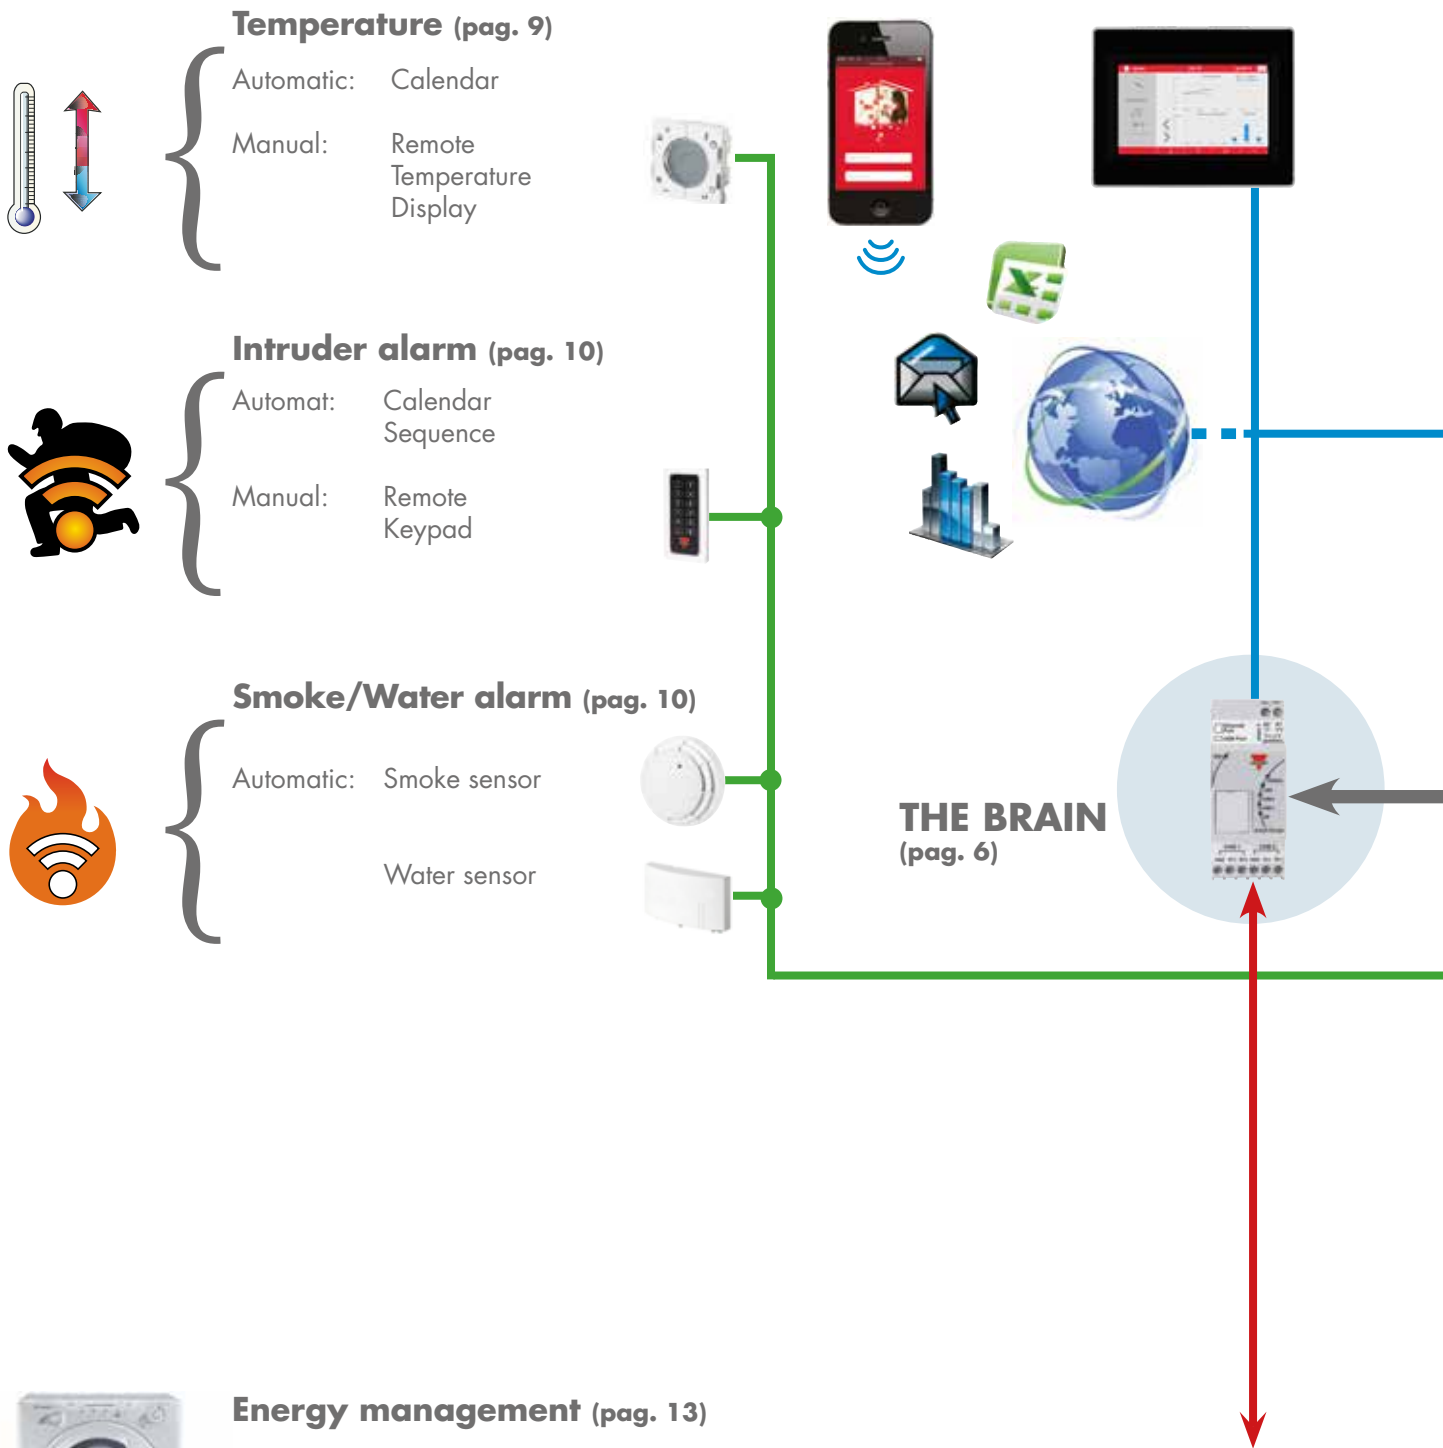 Temperature (pag. 9)
Automatic: Calendar
Manual: Remote
Temperature
Display
Intruder alarm (pag. 10)
Automat: Calendar
Sequence
Manual: Remote
Keypad
Smoke/Water alarm (pag. 10)
Automatic: Smoke sensor
Water sensor
THE BRAIN
(pag. 6)
Energy management (pag. 13)